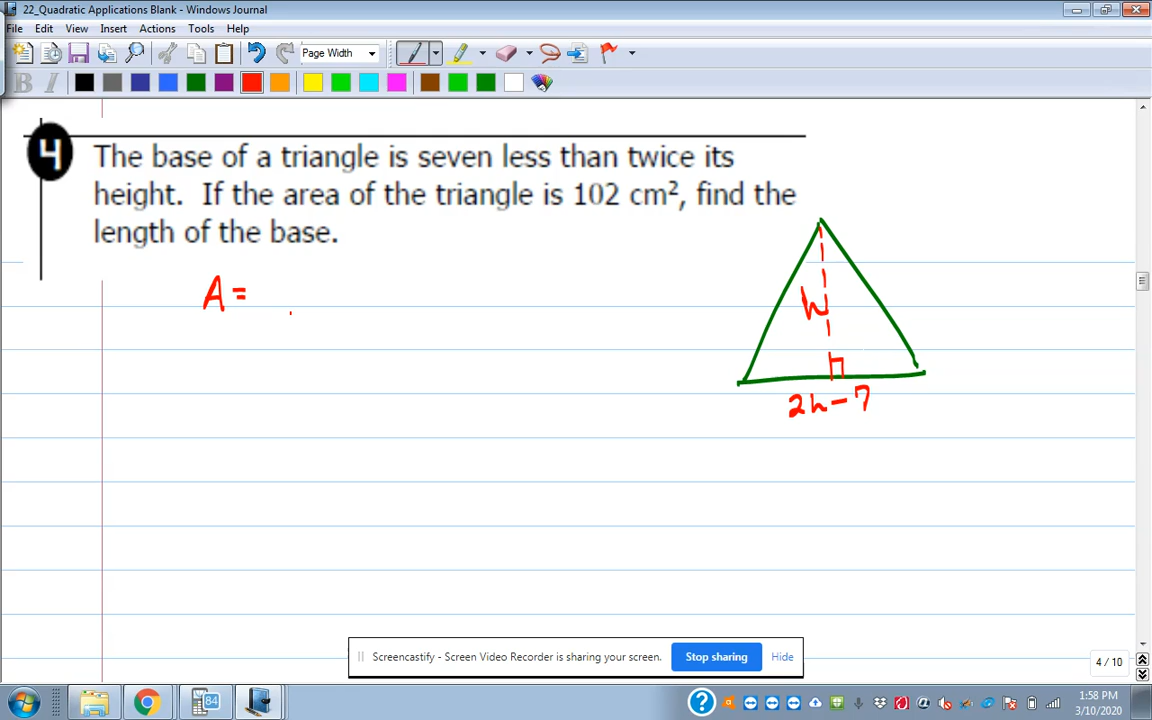 22_Quadratic Applications Blank - Windows Journal
File Edit View Insert Actions Tools Help
Page Width
B I
4
The base of a triangle is seven less than twice its
height. If the area of the triangle is 102 cm², find the
length of the base.
A =
h
2h - 7
Screencastify - Screen Video Recorder is sharing your screen. Stop sharing Hide
4 / 10
84
1:58 PM
3/10/2020